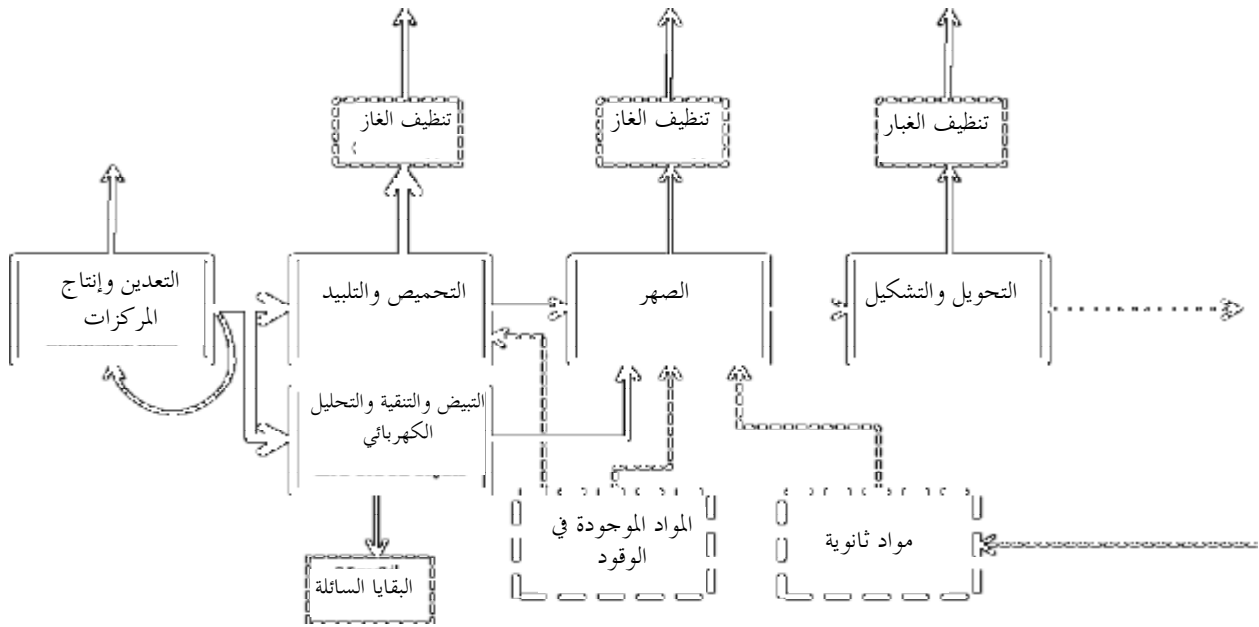 تنظيف الغاز
تنظيف الغاز
تنظيف الغبار
التعدين وإنتاج
المركزات
التحميص والتلبيد
الصهر
التحويل والتشكيل
التبيض والتنقية والتحليل
الكهربائي
المواد الموجودة في
الوقود
مواد ثانوية
البقايا السائلة